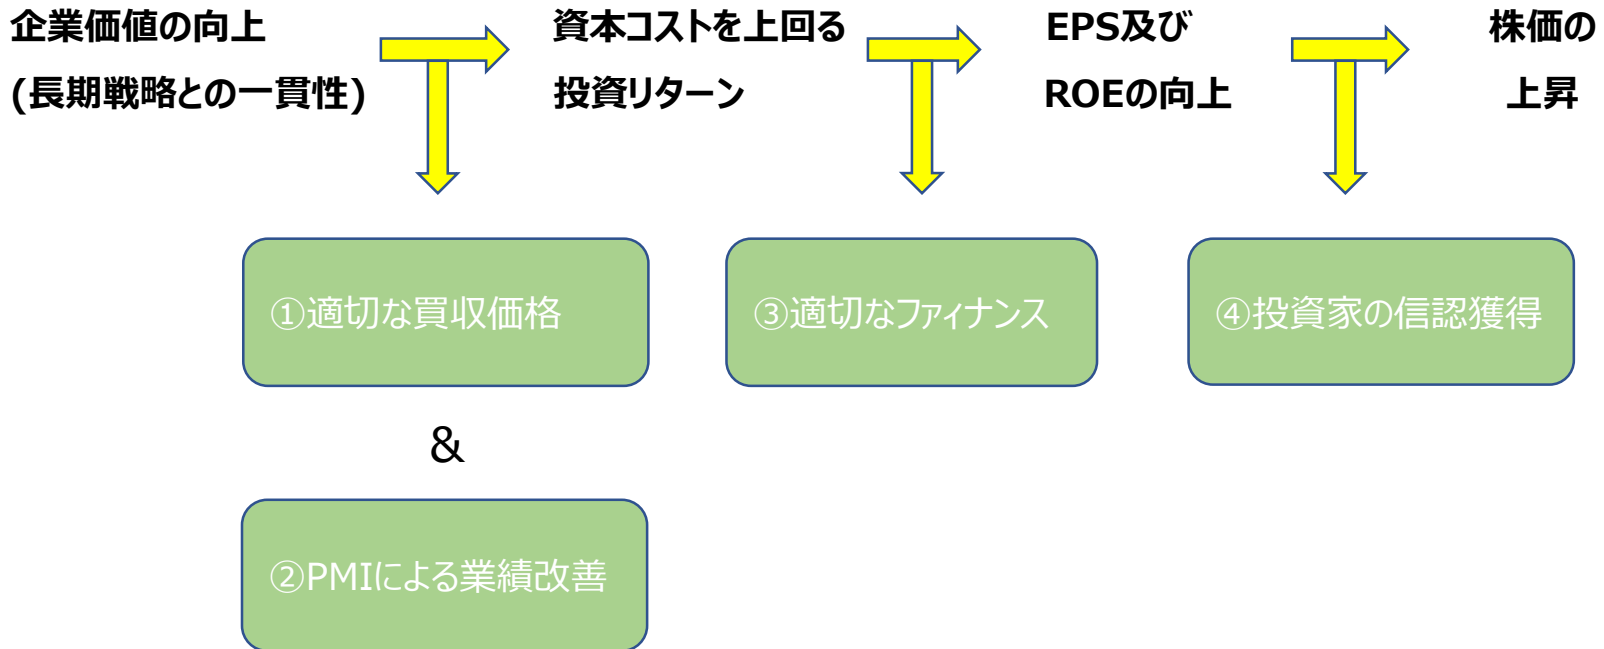 企業価値の向上
(長期戦略との一貫性)
資本コストを上回る
投資リターン
EPS及び
ROEの向上
株価の
上昇
①適切な買収価格
③適切なファイナンス
④投資家の信認獲得
&
②PMIによる業績改善